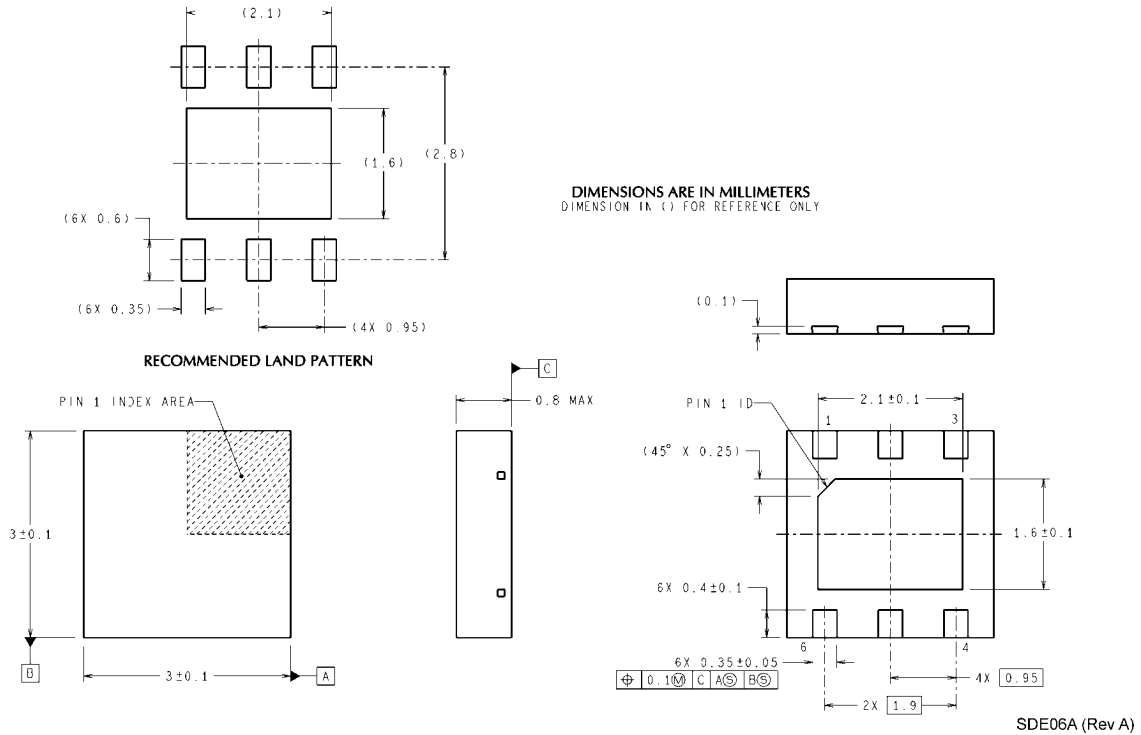 (2.1)
(1.6)
(2.8)
DIMENSIONS ARE IN MILLIMETERS
DIMENSION IN () FOR REFERENCE ONLY
(6X 0.6)
(6X 0.35)
(4X 0.95)
RECOMMENDED LAND PATTERN
(0.1)
C
PIN 1 INDEX AREA
0.8 MAX
PIN 1 ID
2.1±0.1
1
3
(45° X 0.25)
3±0.1
1.6±0.1
6X 0.4±0.1
6
4
6X 0.35±0.05
B
3±0.1
A
⌖ 0.1Ⓜ C AⓈ BⓈ
4X 0.95
2X 1.9
SDE06A (Rev A)